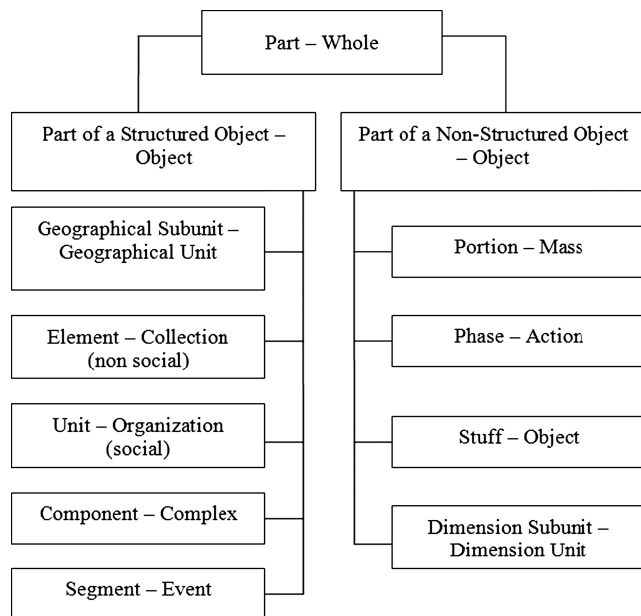 Part – Whole
Part of a Structured Object –
Object
Part of a Non-Structured Object
– Object
Geographical Subunit –
Geographical Unit
Element – Collection
(non social)
Unit – Organization
(social)
Component – Complex
Segment – Event
Portion – Mass
Phase – Action
Stuff – Object
Dimension Subunit –
Dimension Unit